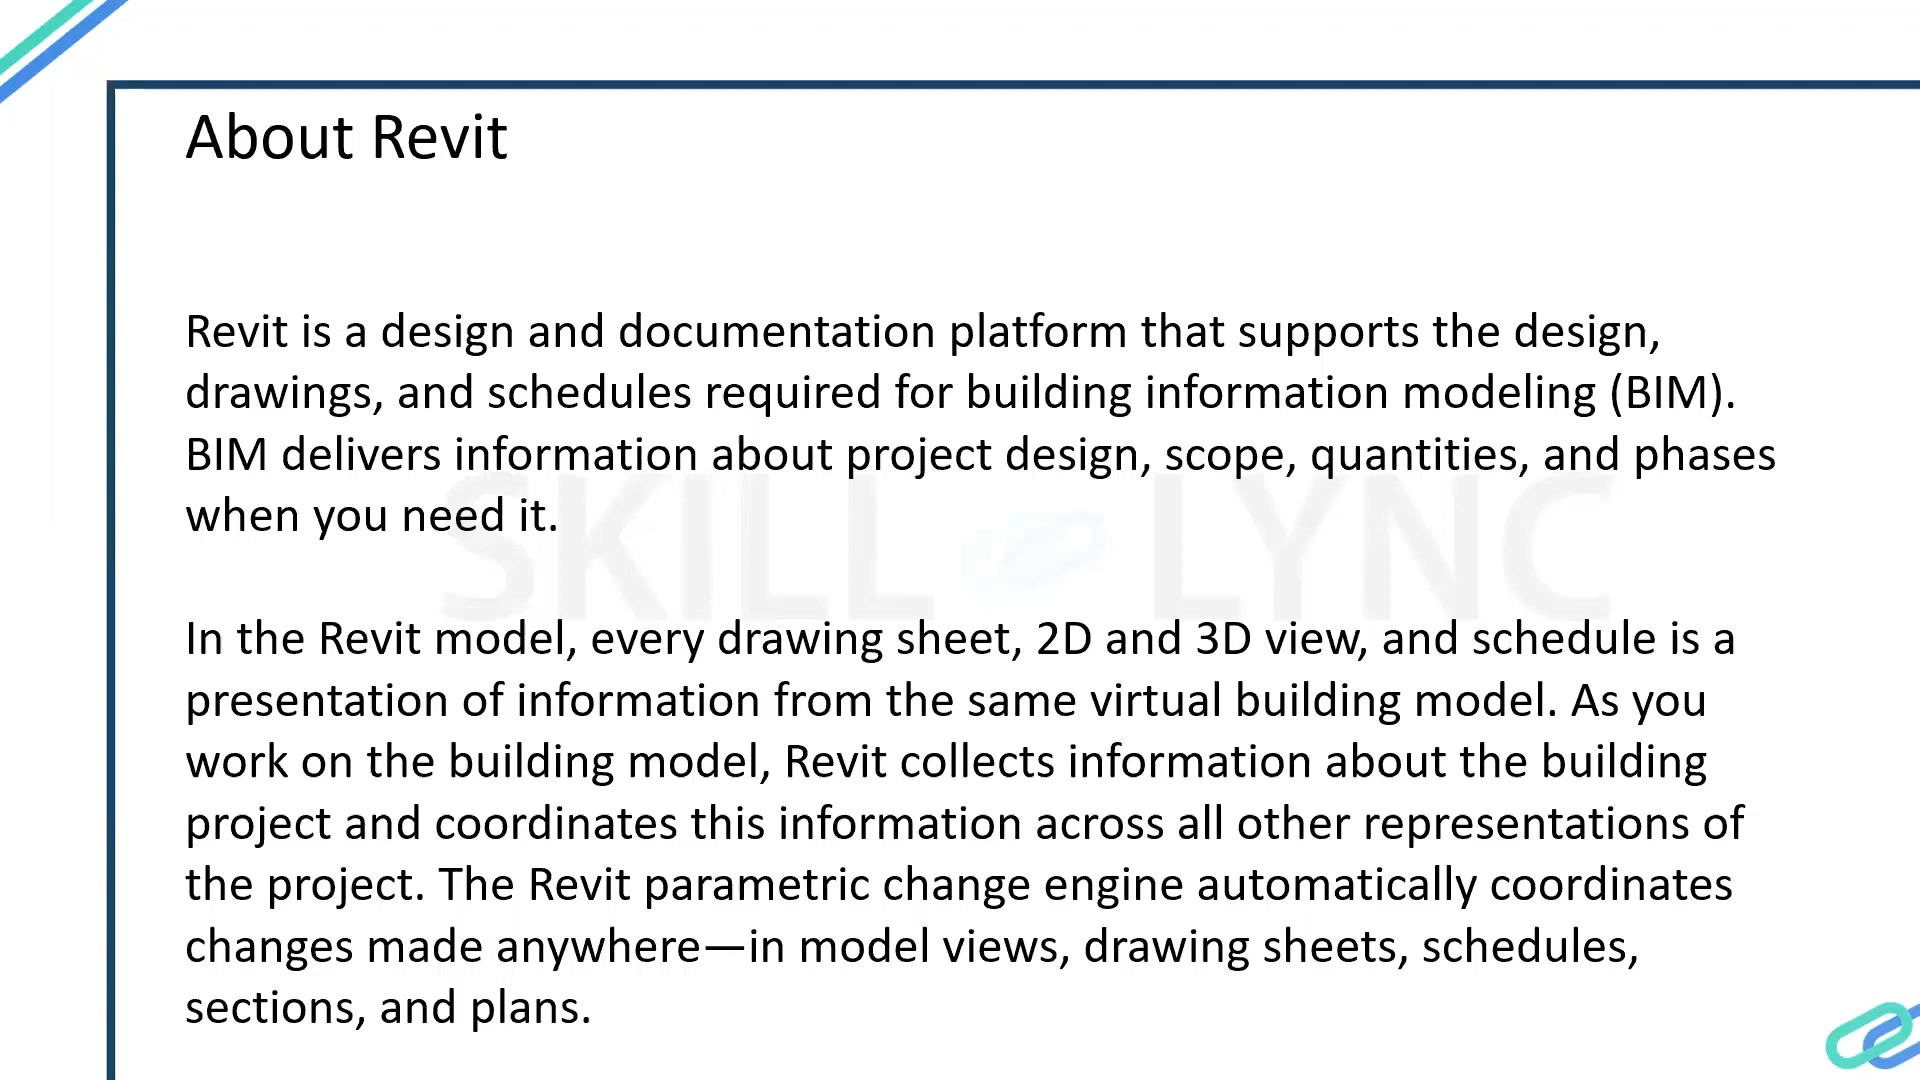 About Revit
Revit is a design and documentation platform that supports the design,
drawings, and schedules required for building information modeling (BIM).
BIM delivers information about project design, scope, quantities, and phases
when you need it.
SKILL LYNC
In the Revit model, every drawing sheet, 2D and 3D view, and schedule is a
presentation of information from the same virtual building model. As you
work on the building model, Revit collects information about the building
project and coordinates this information across all other representations of
the project. The Revit parametric change engine automatically coordinates
changes made anywhere—in model views, drawing sheets, schedules,
sections, and plans.